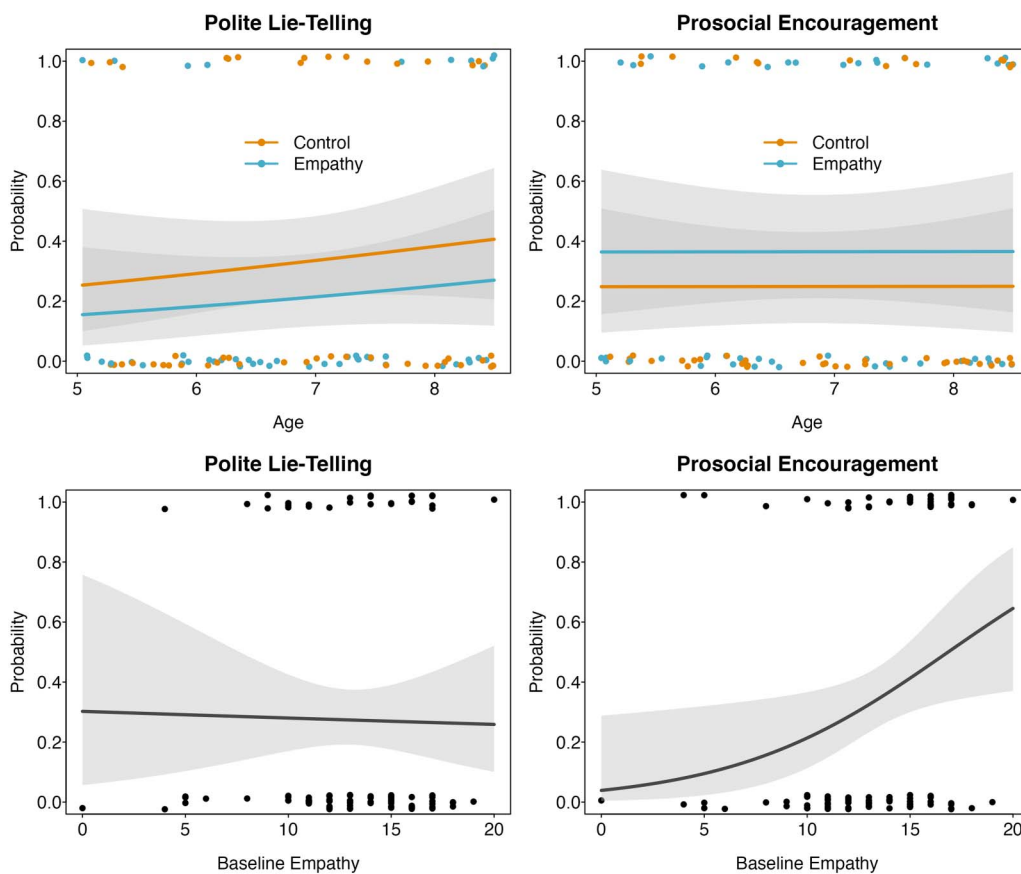 Polite Lie-Telling
1.0
0.8
0.6
0.4
0.2
0.0
Probability
Control
Empathy
5
6
7
8
Age
Prosocial Encouragement
1.0
0.8
0.6
0.4
0.2
0.0
Probability
Control
Empathy
5
6
7
8
Age
Polite Lie-Telling
1.0
0.8
0.6
0.4
0.2
0.0
Probability
0
5
10
15
20
Baseline Empathy
Prosocial Encouragement
1.0
0.8
0.6
0.4
0.2
0.0
Probability
0
5
10
15
20
Baseline Empathy